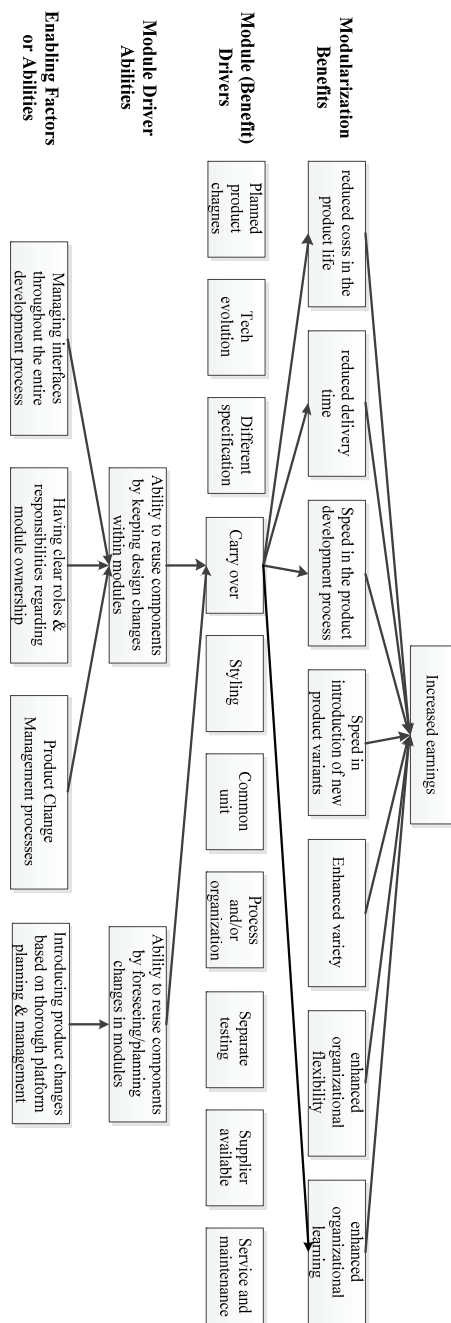 Increased earnings
Modularization
Benefits
reduced costs in the
product life
reduced delivery
time
Speed in the product
development process
Speed in
introduction of new
product variants
Enhanced variety
enhanced
organizational
flexibility
enhanced
organizational
learning
Module (Benefit)
Drivers
Planned
product
chagnes
Tech
evolution
Different
specification
Carry over
Styling
Common
unit
Process
and/or
organization
Separate
testing
Supplier
available
Service and
maintenance
Module Driver
Abilities
Ability to reuse components
by keeping design changes
within modules
Ability to reuse components
by foreseeing/planning
changes in modules
Enabling Factors
or Abilities
Managing interfaces
throughout the entire
development process
Having clear roles &
responsibilities regarding
module ownership
Product Change
Management processes
Introducing product changes
based on thorough platform
planning & management